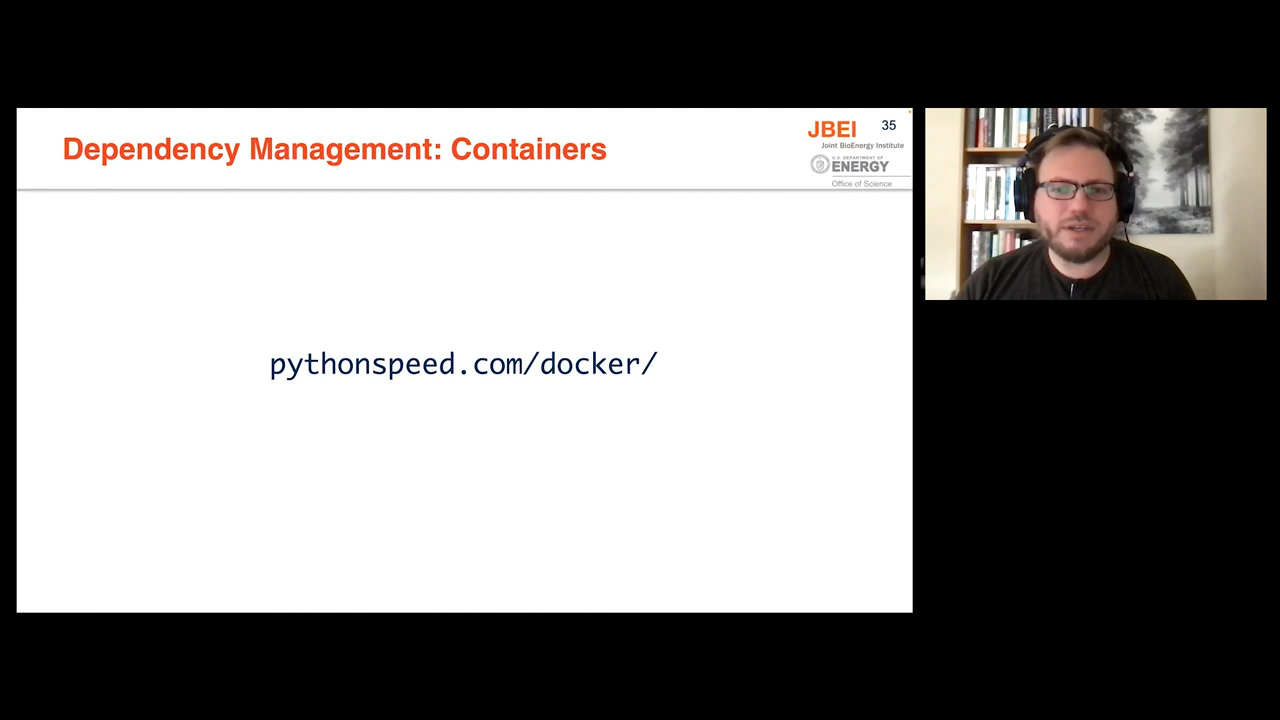 Dependency Management: Containers
JBEI
35
Joint BioEnergy Institute
U.S. DEPARTMENT OF
ENERGY
Office of Science
pythonspeed.com/docker/